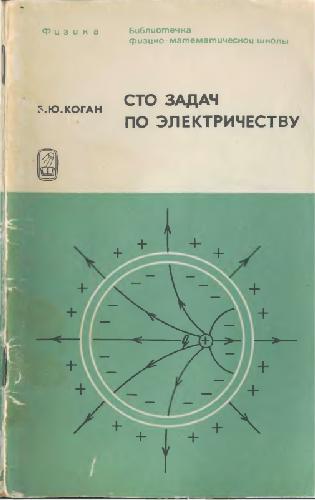 Физика
Библиотечка
физико-математической школы
Б.Ю.КОГАН
СТО ЗАДАЧ
ПО ЭЛЕКТРИЧЕСТВУ